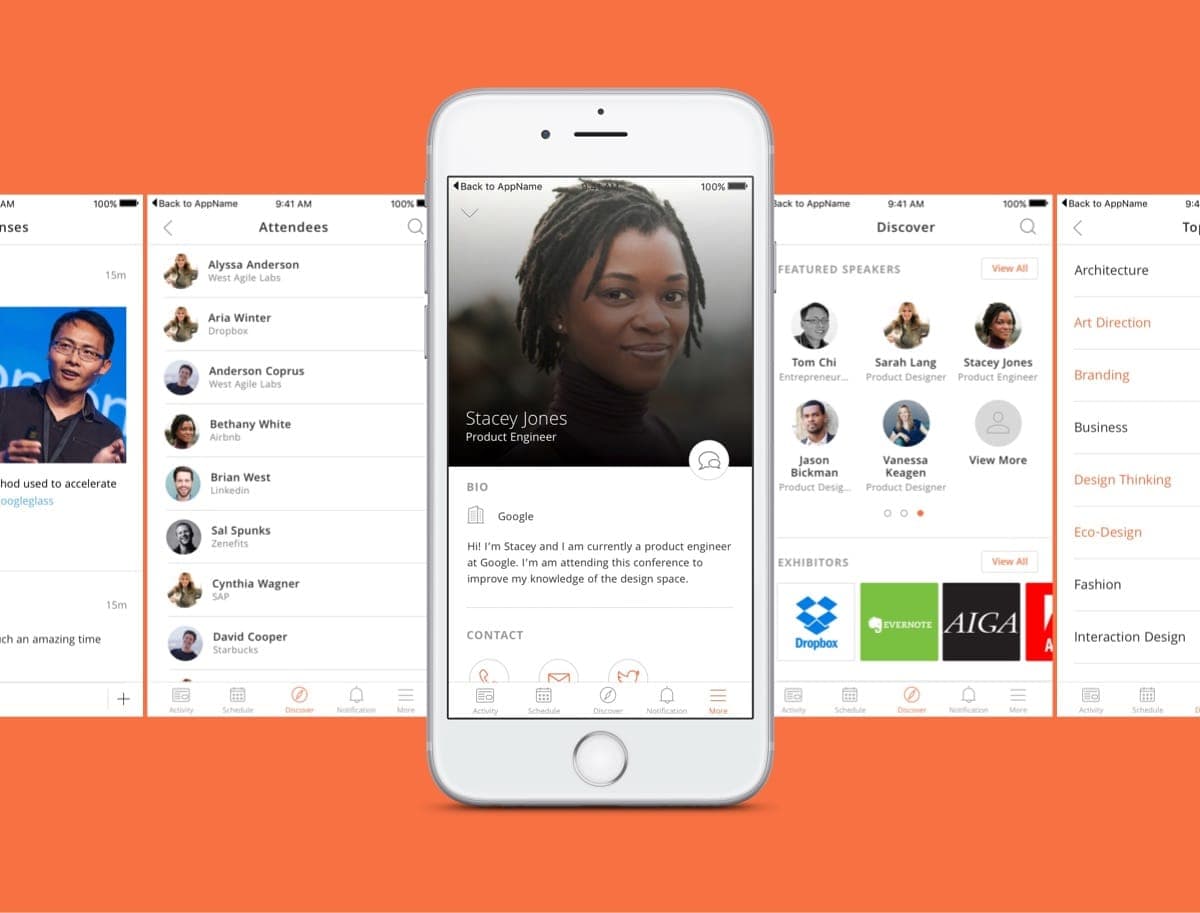 AM
100%
nses
15m
hod used to accelerate
oogleglass
15m
ch an amazing time
Back to AppName
9:41 AM
100%
Attendees
Alyssa Anderson
West Agile Labs
Aria Winter
Dropbox
Anderson Coprus
West Agile Labs
Bethany White
Airbnb
Brian West
Linkedin
Sal Spunks
Zenefits
Cynthia Wagner
SAP
David Cooper
Starbucks
Activity
Schedule
Discover
Notification
More
Back to AppName
9:41 AM
100%
Stacey Jones
Product Engineer
BIO
Google
Hi! I'm Stacey and I am currently a product engineer
at Google. I'm am attending this conference to
improve my knowledge of the design space.
CONTACT
Activity
Schedule
Discover
Notification
More
ack to AppName
9:41 AM
100%
Discover
FEATURED SPEAKERS
View All
Tom Chi
Entrepreneur...
Sarah Lang
Product Designer
Stacey Jones
Product Engineer
Jason
Bickman
Product Desig...
Vanessa
Keagen
Product Designer
View More
EXHIBITORS
View All
Dropbox
EVERNOTE
AIGA
A
Activity
Schedule
Discover
Notification
More
Back to AppName
9:4
Top
Architecture
Art Direction
Branding
Business
Design Thinking
Eco-Design
Fashion
Interaction Design
Activity
Schedule
D